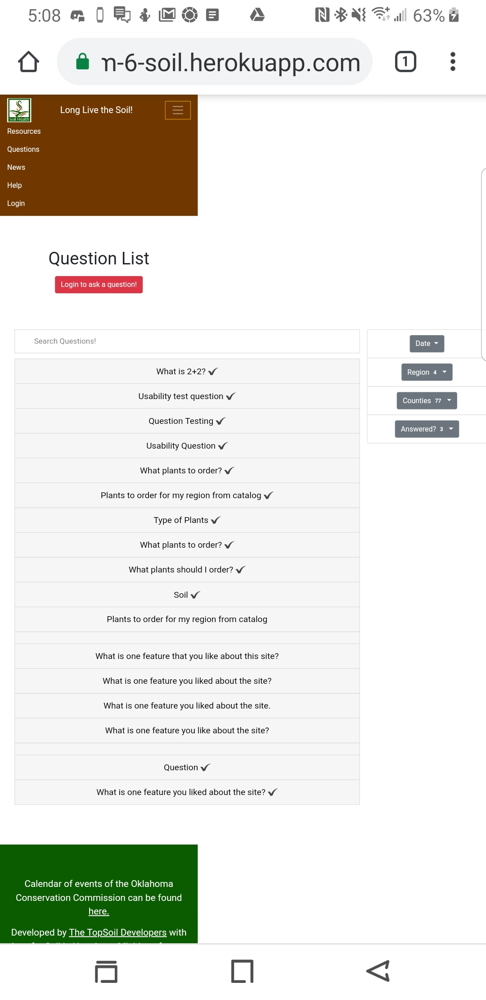 5:08
63%
n-6-soil.herokuapp.com
1
Soil Health
Long Live the Soil!
Resources
Questions
News
Help
Login
Question List
Login to ask a question!
Search Questions!
Date
Region 4
Counties 77
Answered? 3
What is 2+2?
Usability test question
Question Testing
Usability Question
What plants to order?
Plants to order for my region from catalog
Type of Plants
What plants to order?
What plants should I order?
Soil
Plants to order for my region from catalog
What is one feature that you like about this site?
What is one feature you liked about the site?
What is one feature you liked about the site.
What is one feature you like about the site?
Question
What is one feature you liked about the site?
Calendar of events of the Oklahoma
Conservation Commission can be found
here.
Developed by The TopSoil Developers with